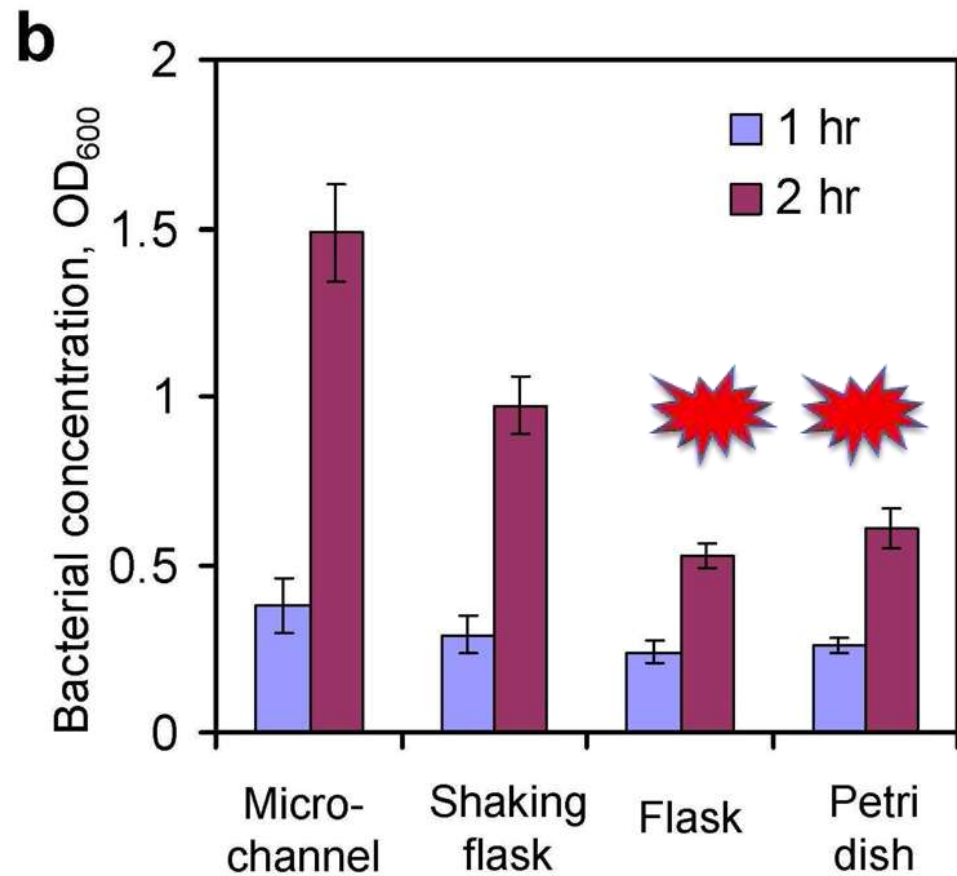 b
2
1.5
1
0.5
0
Bacterial concentration, OD600
1 hr
2 hr
Micro-
channel
Shaking
flask
Flask
Petri
dish